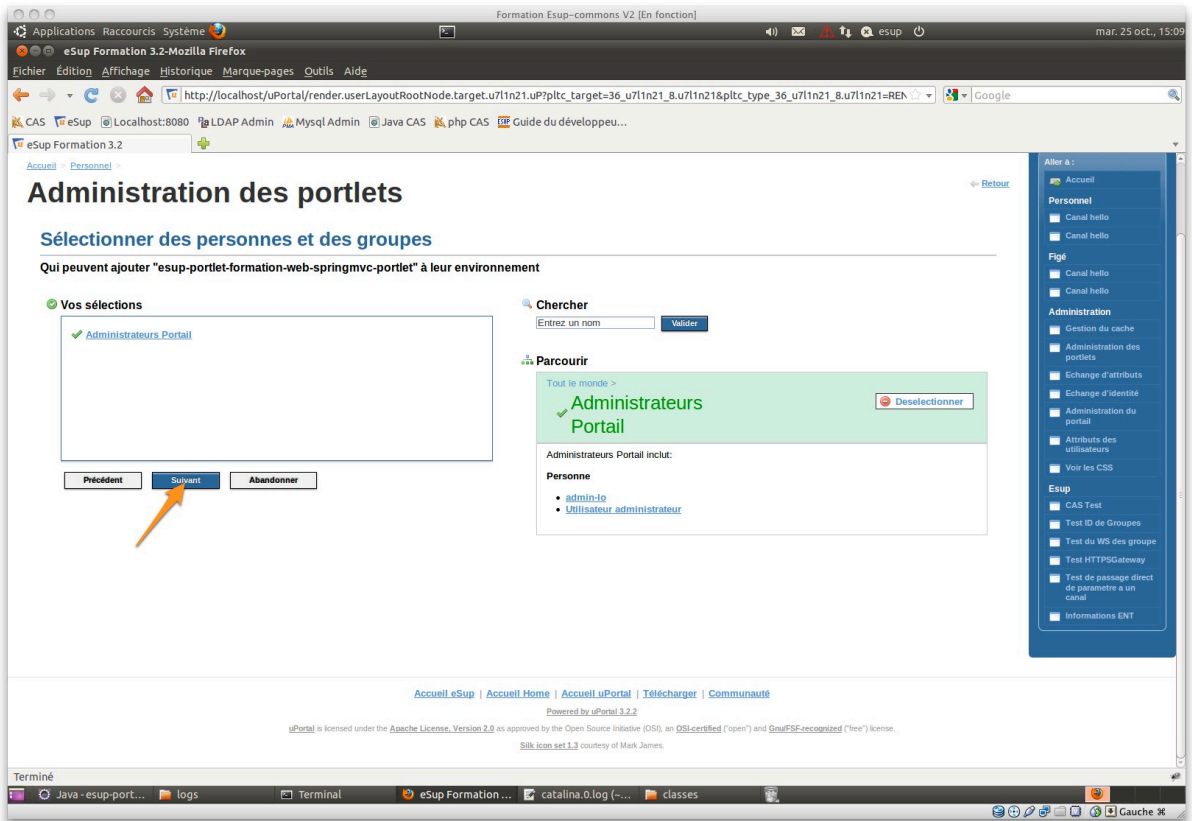 Formation Esup-commons V2 [En fonction]
Applications Raccourcis Système esup mar. 25 oct., 15:09
eSup Formation 3.2-Mozilla Firefox
Fichier Édition Affichage Historique Marque-pages Outils Aide
http://localhost/uPortal/render.userLayoutRootNode.target.u7l1n21.uP?pltc_target=36_u7l1n21_8.u7l1n21&pltc_type_36_u7l1n21_8.u7l1n21=REN Google
CAS eSup Localhost:8080 LDAP Admin Mysql Admin Java CAS php CAS Guide du développeu...
eSup Formation 3.2
Accueil > Personnel >
Administration des portlets
Retour
Sélectionner des personnes et des groupes
Qui peuvent ajouter "esup-portlet-formation-web-springmvc-portlet" à leur environnement
Vos sélections
Administrateurs Portail
Précédent Suivant Abandonner
Chercher
Entrez un nom Valider
Parcourir
Tout le monde >
Administrateurs
Portail
Deselectionner
Administrateurs Portail inclut:
Personne
• admin-lo
• Utilisateur administrateur
Aller à :
Accueil
Personnel
Canal hello
Canal hello
Figé
Canal hello
Canal hello
Administration
Gestion du cache
Administration des
portlets
Echange d'attributs
Echange d'identité
Administration du
portail
Attributs des
utilisateurs
Voir les CSS
Esup
CAS Test
Test ID de Groupes
Test du WS des groupe
Test HTTPSGateway
Test de passage direct
de parametre a un
canal
Informations ENT
Accueil eSup | Accueil Home | Accueil uPortal | Télécharger | Communauté
Powered by uPortal 3.2.2
uPortal is licensed under the Apache License, Version 2.0 as approved by the Open Source Initiative (OSI), an OSI-certified ("open") and Gnu/FSF-recognized ("free") license.
Silk icon set 1.3 courtesy of Mark James.
Terminé
Java - esup-port... logs Terminal eSup Formation ... catalina.0.log (~... classes
Gauche ⌘